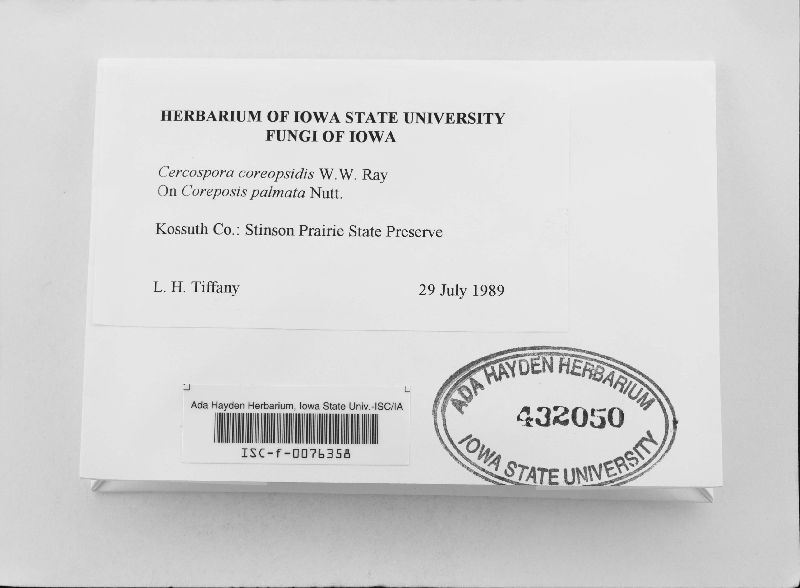 HERBARIUM OF IOWA STATE UNIVERSITY
FUNGI OF IOWA
Cercospora coreopsidis W.W. Ray
On Coreposis palmata Nutt.
Kossuth Co.: Stinson Prairie State Preserve
L. H. Tiffany 29 July 1989
Ada Hayden Herbarium, Iowa State Univ.-ISC/IA
ISC-f-0076358
ADA HAYDEN HERBARIUM
432050
IOWA STATE UNIVERSITY